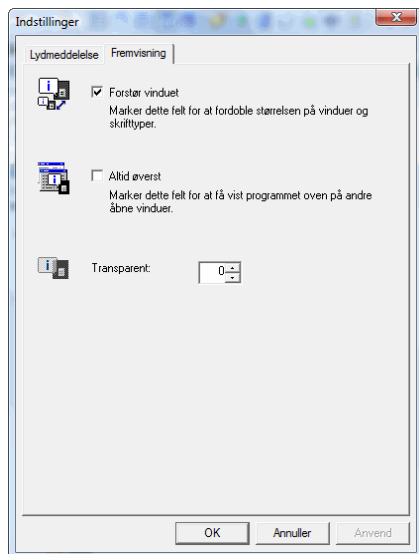 Indstillinger
Lydmeddelelse Fremvisning
Forstør vinduet
Marker dette felt for at fordoble størrelsen på vinduer og
skrifttyper.
Altid øverst
Marker dette felt for at få vist programmet oven på andre
åbne vinduer.
Transparent: 0
OK Annuller Anvend